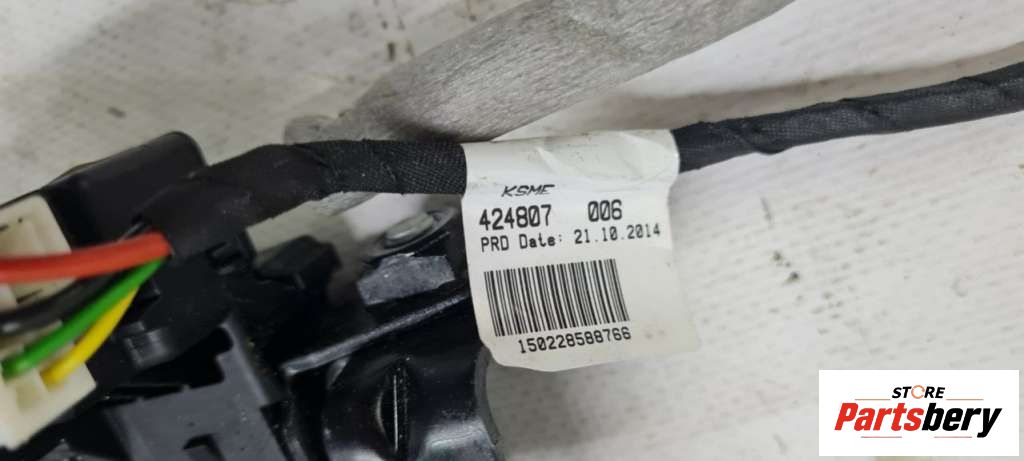 KSME
424807 006
PRD Date: 21.10.2014
150228588766
STORE
Partsbery